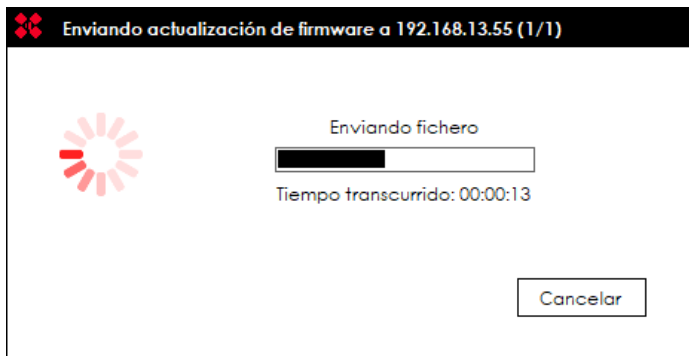 Enviando actualización de firmware a 192.168.13.55 (1/1)
Enviando fichero
Tiempo transcurrido: 00:00:13
Cancelar